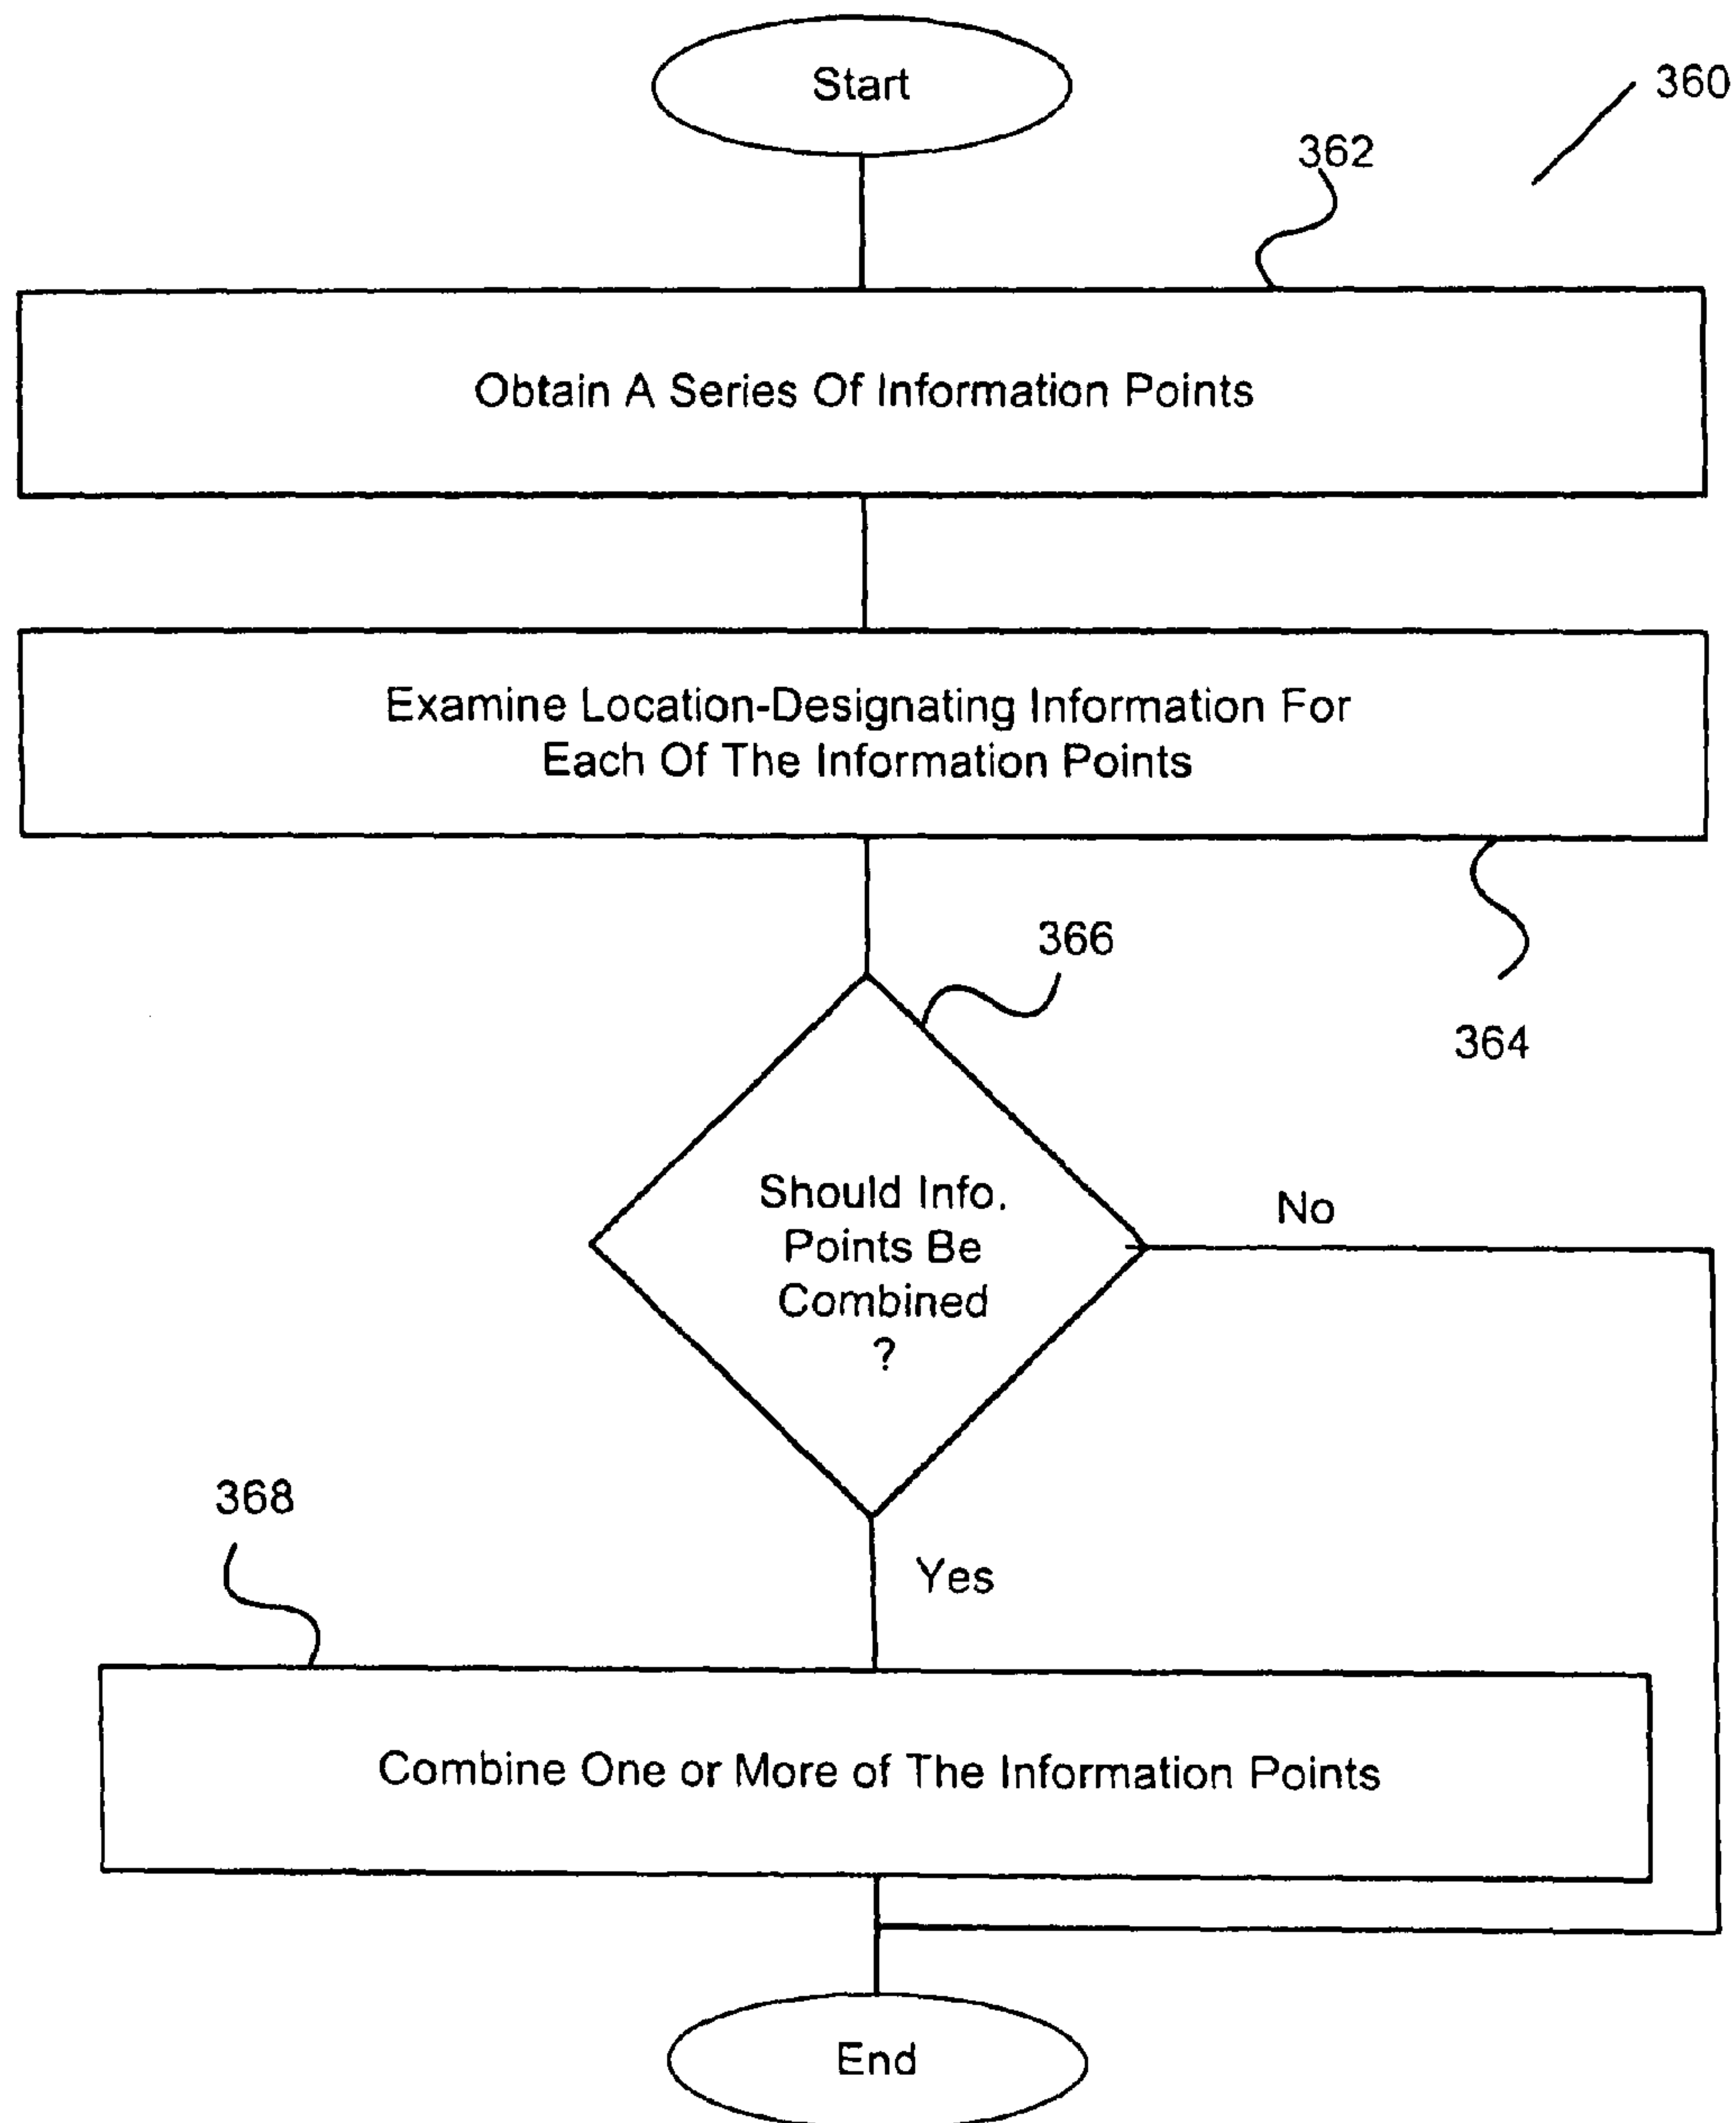 Start
360
362
Obtain A Series Of Information Points
Examine Location-Designating Information For
Each Of The Information Points
366
364
Should Info.
Points Be
Combined
?
No
368
Yes
Combine One or More of The Information Points
End